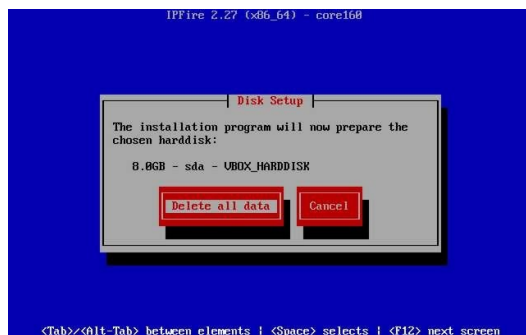 IPFire 2.27 (x86_64) - core160
Disk Setup
The installation program will now prepare the
chosen harddisk:
8.0GB - sda - VBOX_HARDDISK
Delete all data Cancel
<Tab>/<Alt-Tab> between elements | <Space> selects | <F12> next screen